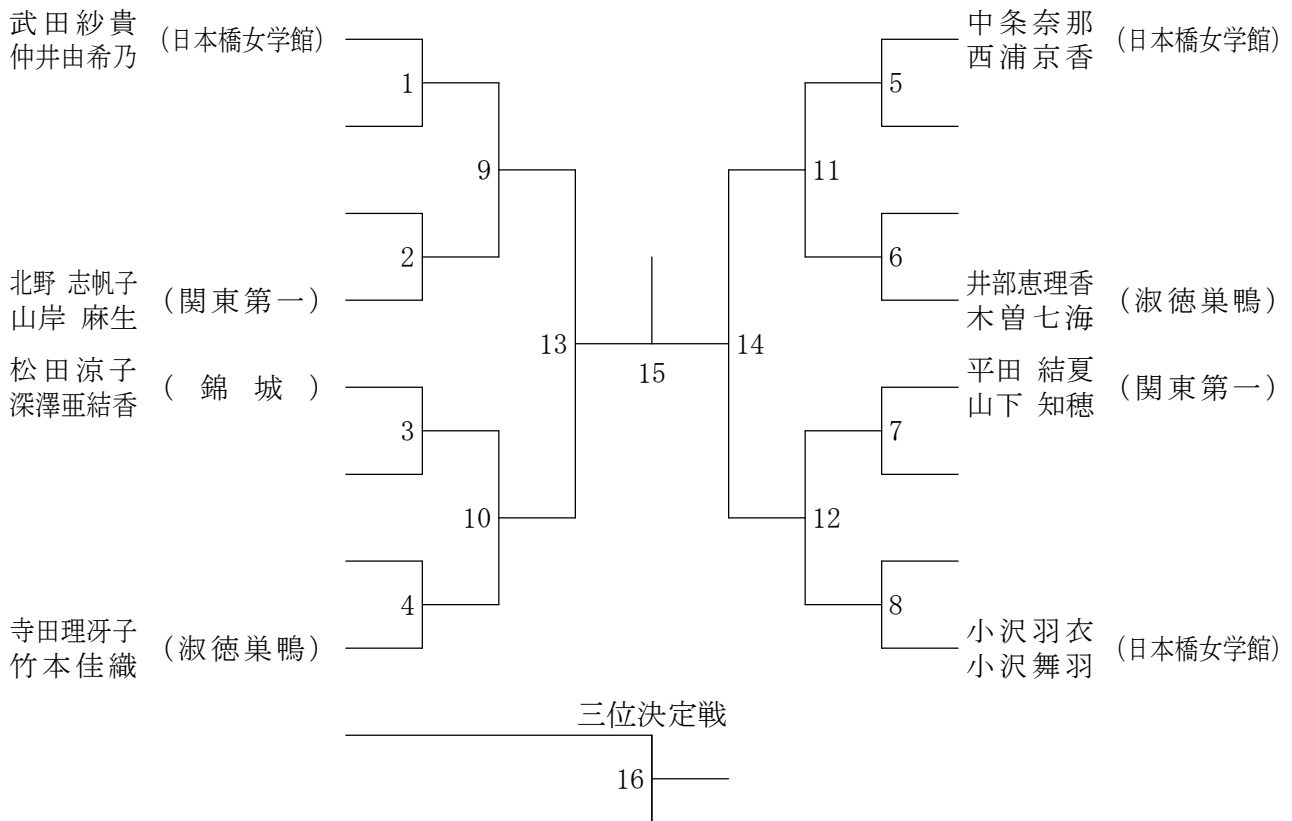 武田紗貴
仲井由希乃
(日本橋女学館)
1
9
2
北野 志帆子
山岸 麻生
(関東第一)
13
松田涼子
深澤亜結香
(錦城)
3
10
4
寺田理冴子
竹本佳織
(淑徳巣鴨)
15
中条奈那
西浦京香
(日本橋女学館)
5
11
6
井部恵理香
木曽七海
(淑徳巣鴨)
14
平田 結夏
山下 知穂
(関東第一)
7
12
8
小沢羽衣
小沢舞羽
(日本橋女学館)
三位決定戦
16